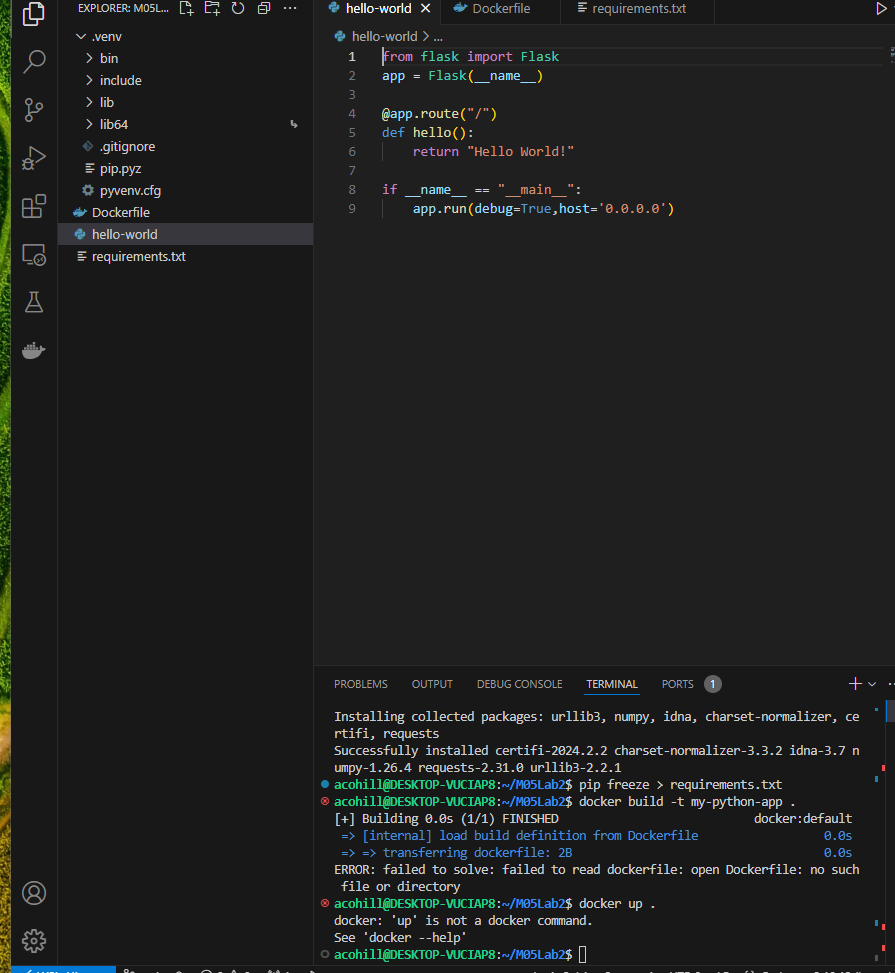 EXPLORER: M05L...
.venv
bin
include
lib
lib64
.gitignore
pip.pyz
pyvenv.cfg
Dockerfile
hello-world
requirements.txt
hello-world Dockerfile requirements.txt
hello-world > ...
1 from flask import Flask
2 app = Flask(__name__)
3
4 @app.route("/")
5 def hello():
6 return "Hello World!"
7
8 if __name__ == "__main__":
9 app.run(debug=True,host='0.0.0.0')
PROBLEMS OUTPUT DEBUG CONSOLE TERMINAL PORTS 1
Installing collected packages: urllib3, numpy, idna, charset-normalizer, ce
rtifi, requests
Successfully installed certifi-2024.2.2 charset-normalizer-3.3.2 idna-3.7 n
umpy-1.26.4 requests-2.31.0 urllib3-2.2.1
acohill@DESKTOP-VUCIAP8:~/M05Lab2$ pip freeze > requirements.txt
acohill@DESKTOP-VUCIAP8:~/M05Lab2$ docker build -t my-python-app .
[+] Building 0.0s (1/1) FINISHED docker:default
=> [internal] load build definition from Dockerfile 0.0s
=> => transferring dockerfile: 2B 0.0s
ERROR: failed to solve: failed to read dockerfile: open Dockerfile: no such
file or directory
acohill@DESKTOP-VUCIAP8:~/M05Lab2$ docker up .
docker: 'up' is not a docker command.
See 'docker --help'
acohill@DESKTOP-VUCIAP8:~/M05Lab2$